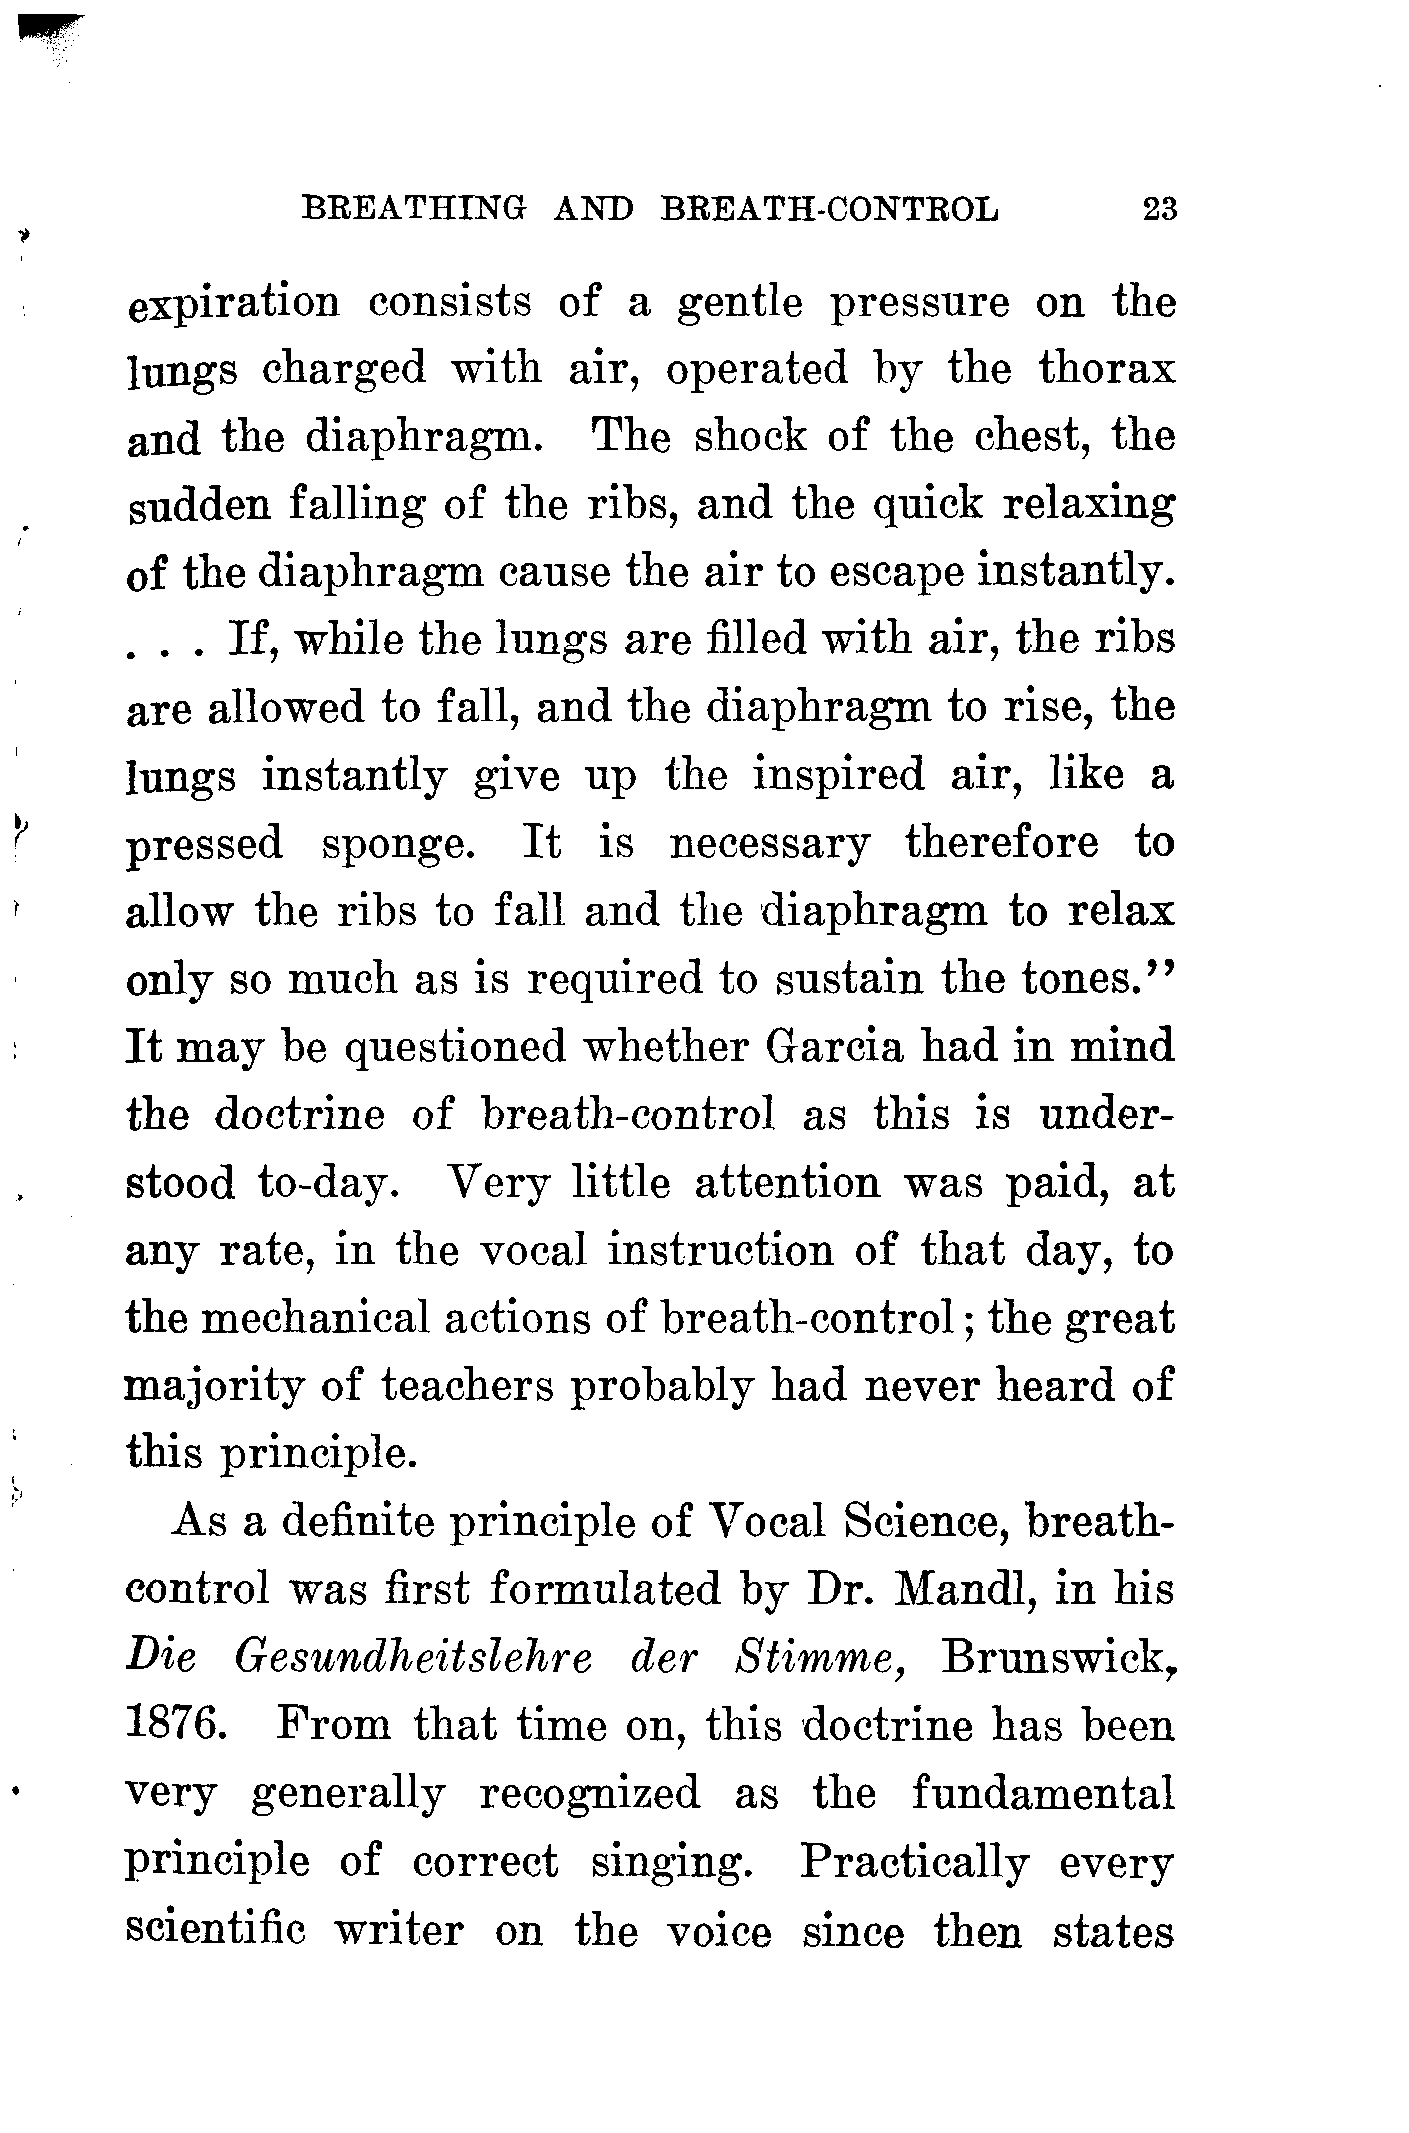 BREATHING AND BREATH-CONTROL 23
expiration consists of a gentle pressure on the
lungs charged with air, operated by the thorax
and the diaphragm. The shock of the chest, the
sudden falling of the ribs, and the quick relaxing
of the diaphragm cause the air to escape instantly.
. . . If, while the lungs are filled with air, the ribs
are allowed to fall, and the diaphragm to rise, the
lungs instantly give up the inspired air, like a
pressed sponge. It is necessary therefore to
allow the ribs to fall and the diaphragm to relax
only so much as is required to sustain the tones."
It may be questioned whether Garcia had in mind
the doctrine of breath-control as this is under-
stood to-day. Very little attention was paid, at
any rate, in the vocal instruction of that day, to
the mechanical actions of breath-control; the great
majority of teachers probably had never heard of
this principle.
As a definite principle of Vocal Science, breath-
control was first formulated by Dr. Mandl, in his
Die Gesundheitslehre der Stimme, Brunswick,
1876. From that time on, this doctrine has been
very generally recognized as the fundamental
principle of correct singing. Practically every
scientific writer on the voice since then states